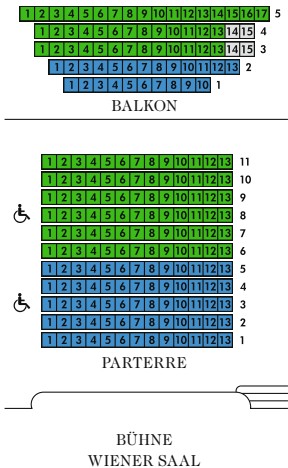 1 2 3 4 5 6 7 8 9 10 11 12 13 14 15 16 17 5
1 2 3 4 5 6 7 8 9 10 11 12 13 14 15 4
1 2 3 4 5 6 7 8 9 10 11 12 13 14 15 3
1 2 3 4 5 6 7 8 9 10 11 12 13 2
1 2 3 4 5 6 7 8 9 10 1
BALKON
1 2 3 4 5 6 7 8 9 10 11 12 13 11
1 2 3 4 5 6 7 8 9 10 11 12 13 10
1 2 3 4 5 6 7 8 9 10 11 12 13 9
1 2 3 4 5 6 7 8 9 10 11 12 13 8
1 2 3 4 5 6 7 8 9 10 11 12 13 7
1 2 3 4 5 6 7 8 9 10 11 12 13 6
1 2 3 4 5 6 7 8 9 10 11 12 13 5
1 2 3 4 5 6 7 8 9 10 11 12 13 4
1 2 3 4 5 6 7 8 9 10 11 12 13 3
1 2 3 4 5 6 7 8 9 10 11 12 13 2
1 2 3 4 5 6 7 8 9 10 11 12 13 1
PARTERRE
BÜHNE
WIENER SAAL